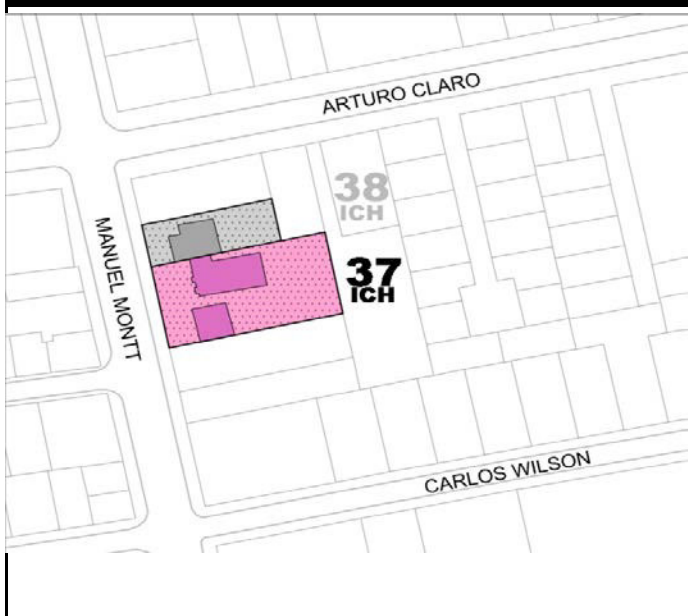 ARTURO CLARO
38
ICH
MANUEL MONTT
37
ICH
CARLOS WILSON